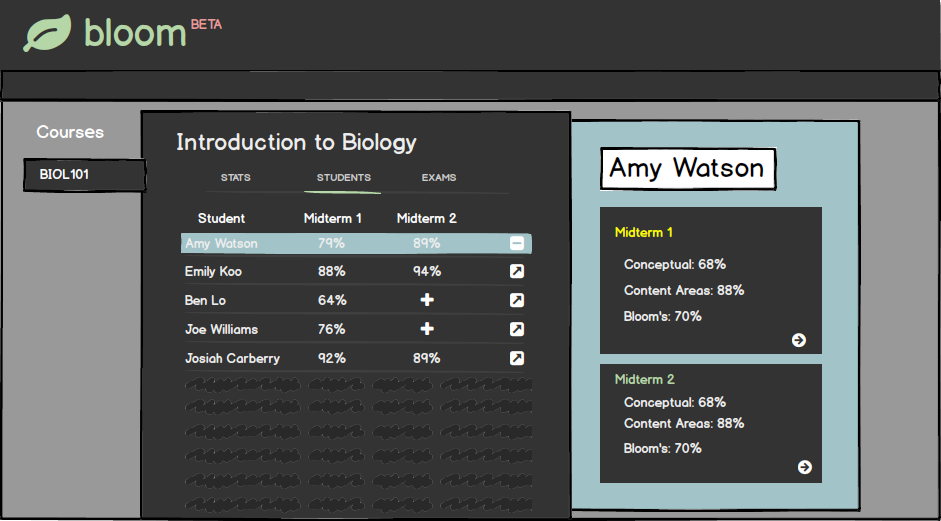 bloom BETA
Courses
BIOL101
Introduction to Biology
STATS STUDENTS EXAMS
Student Midterm 1 Midterm 2
Amy Watson 79% 89%
Emily Koo 88% 94%
Ben Lo 64%
Joe Williams 76%
Josiah Carberry 92% 89%
Amy Watson
Midterm 1
Conceptual: 68%
Content Areas: 88%
Bloom's: 70%
Midterm 2
Conceptual: 68%
Content Areas: 88%
Bloom's: 70%